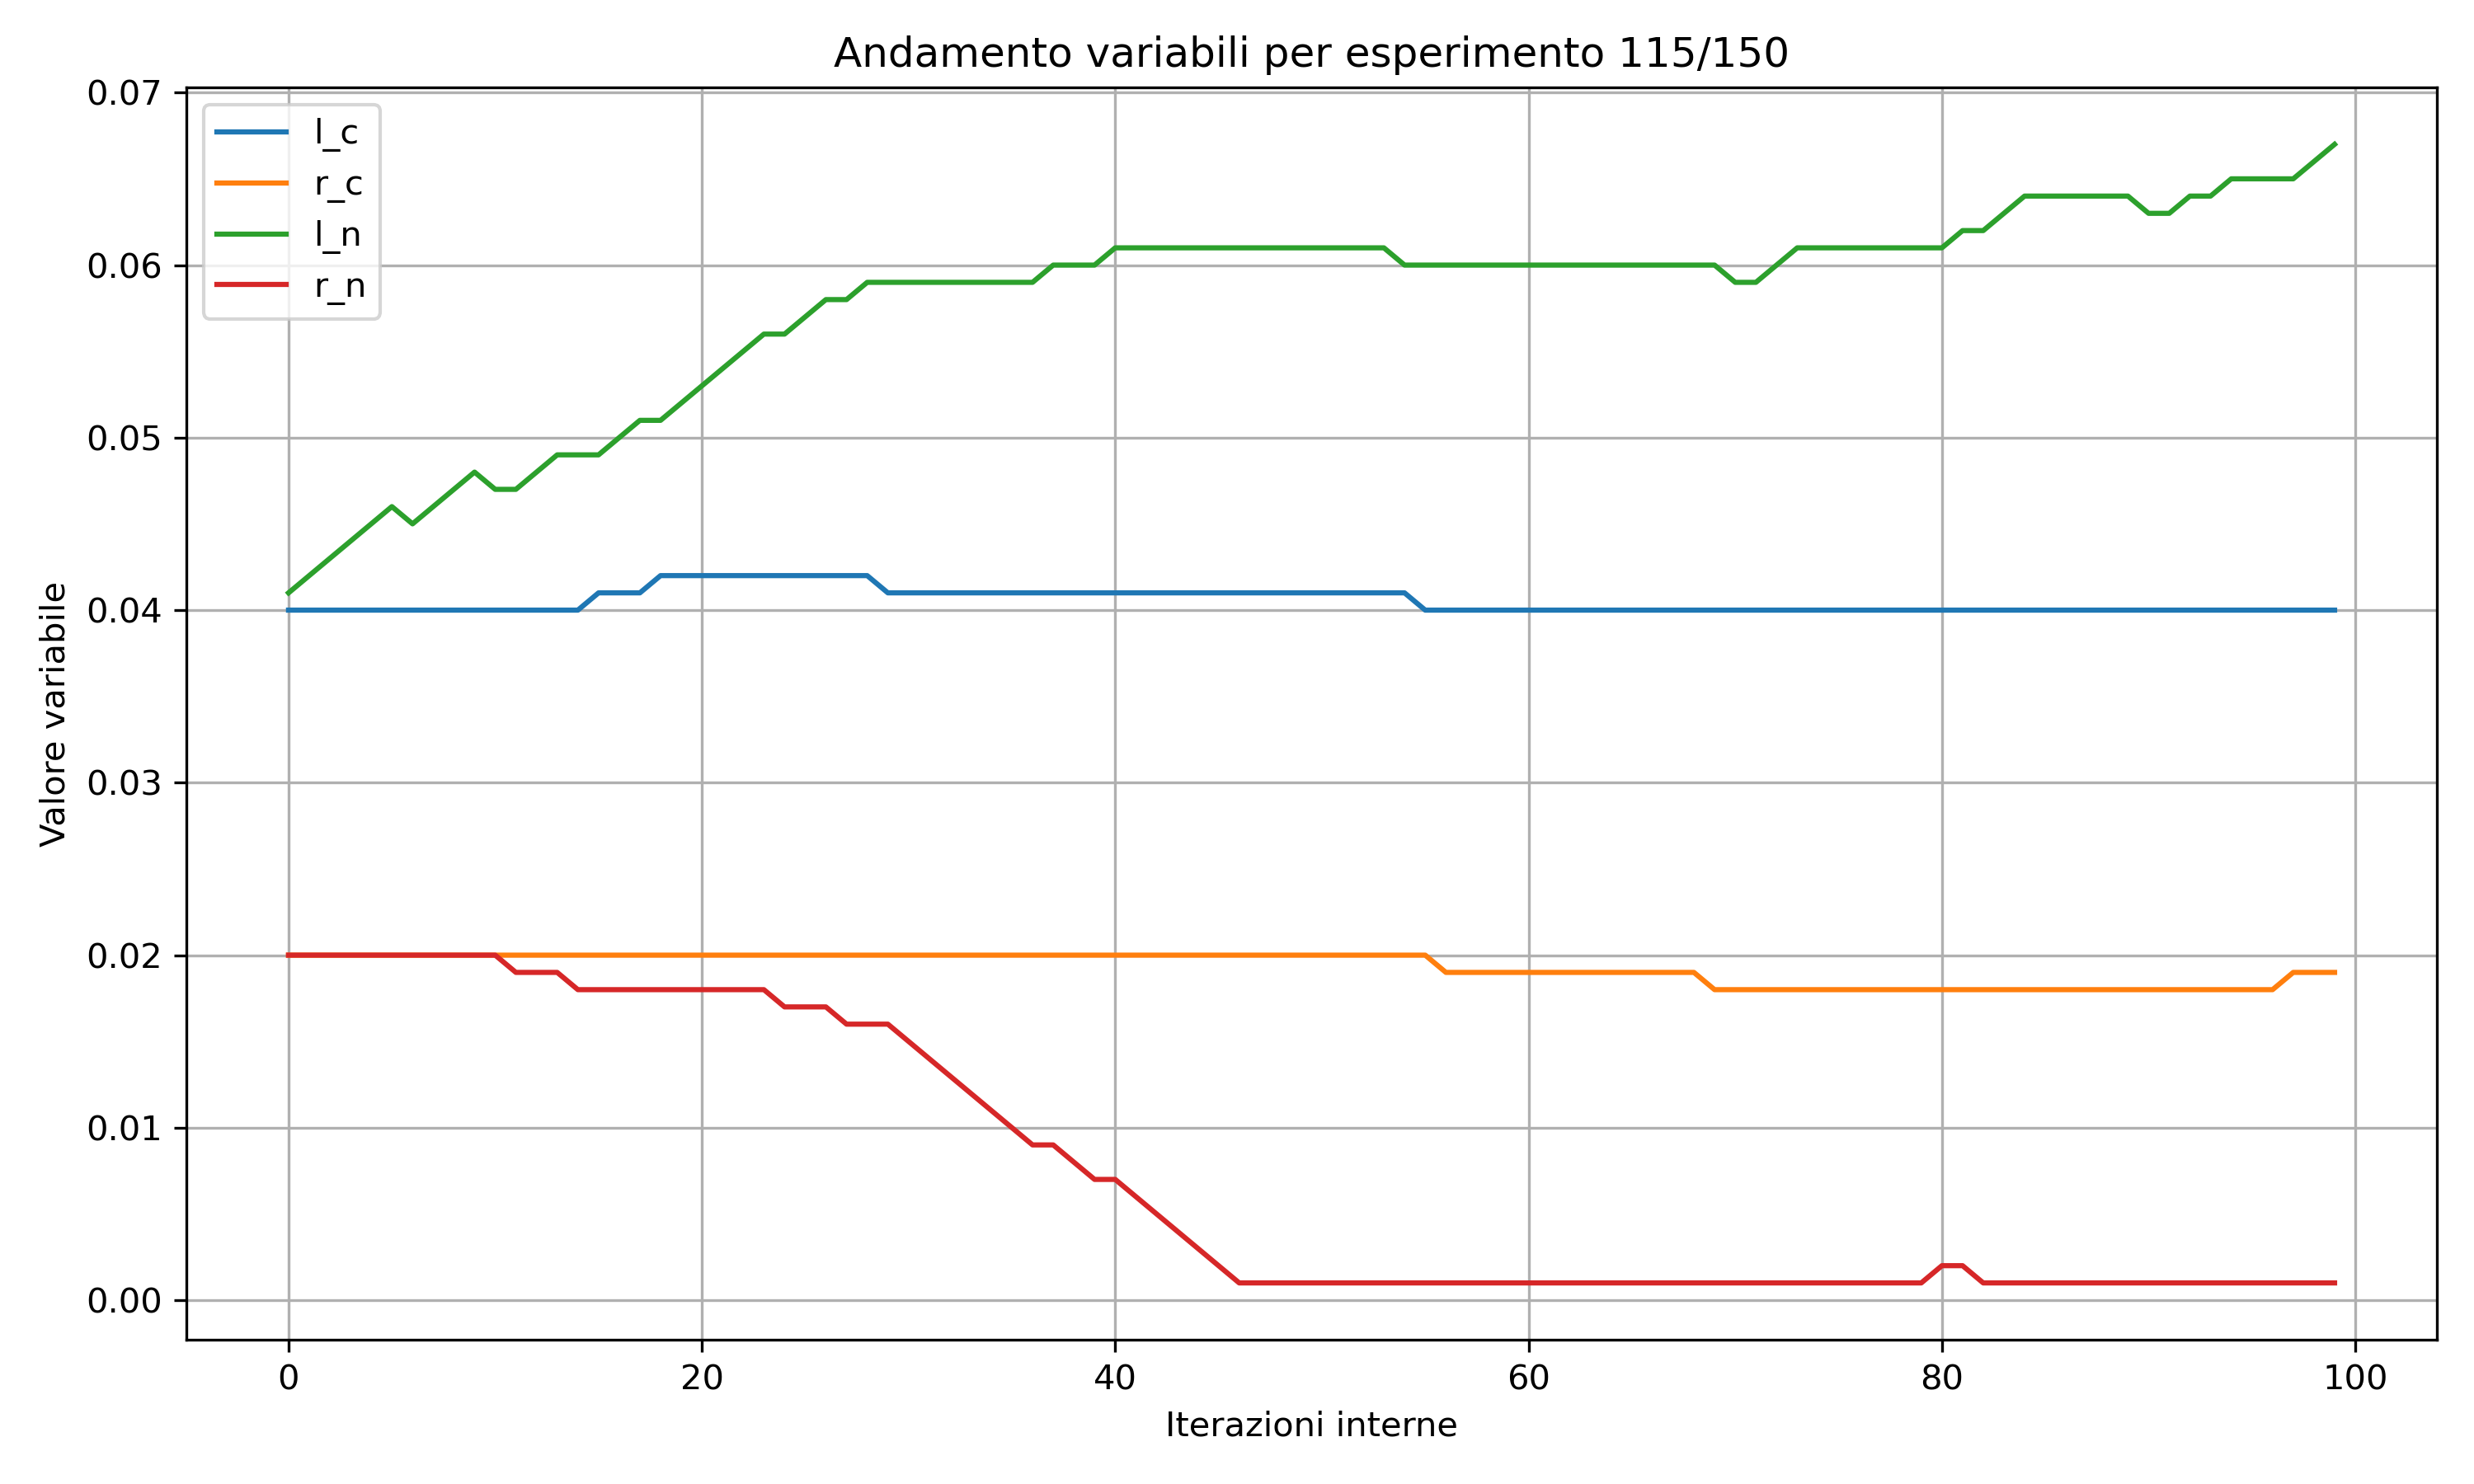 Andamento variabili per esperimento 115/150
l_c
r_c
l_n
r_n
Valore variabile
0.07
0.06
0.05
0.04
0.03
0.02
0.01
0.00
0 20 40 60 80 100
Iterazioni interne